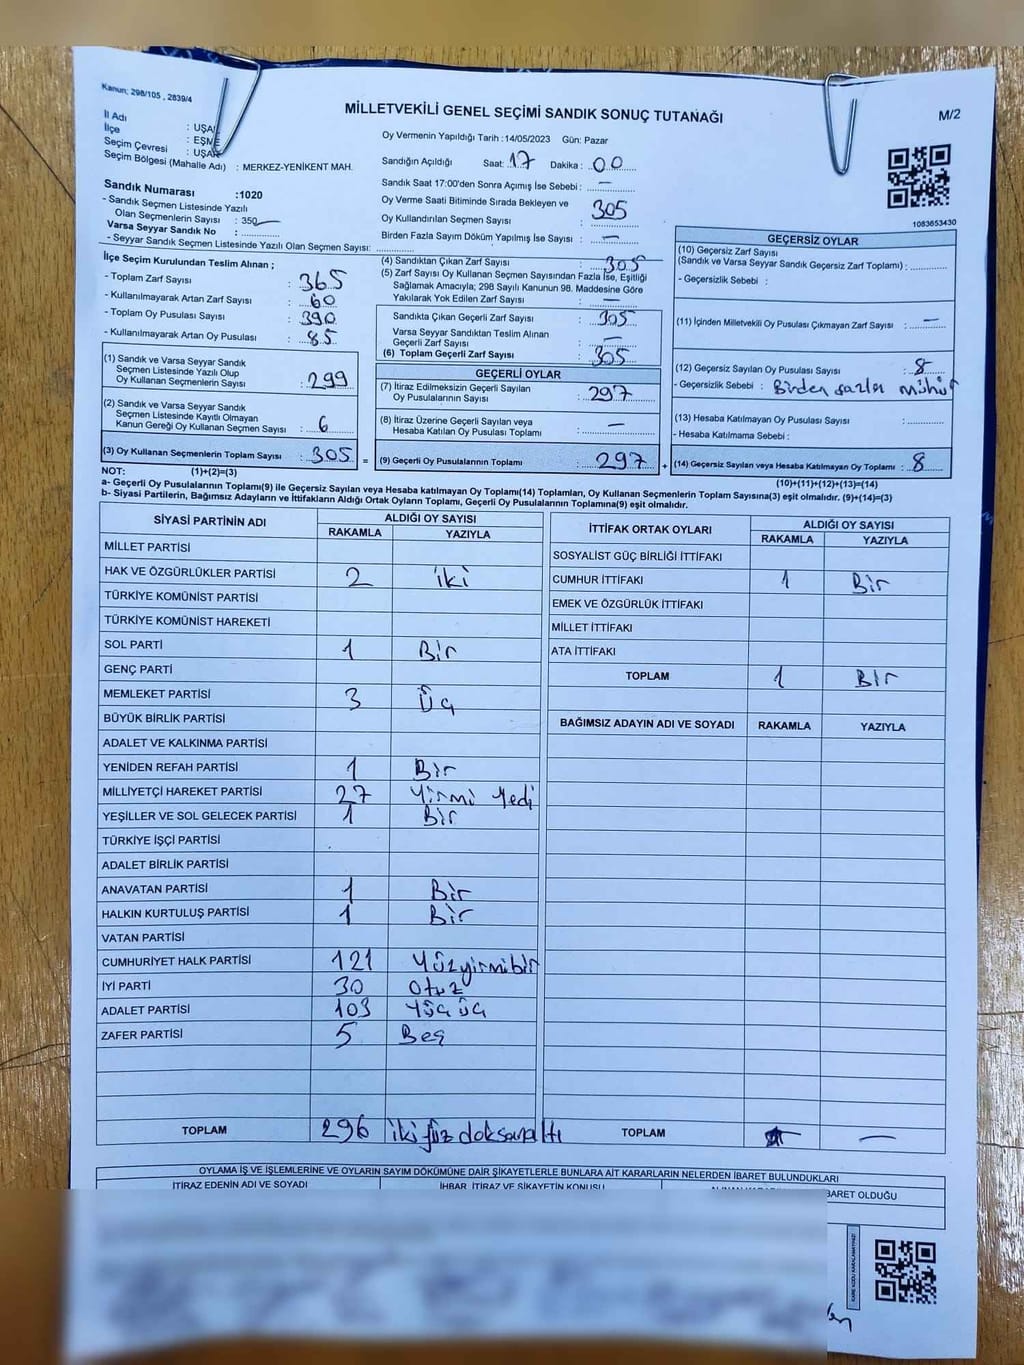 Kanun; 298/105 , 2839/4
MİLLETVEKİLİ GENEL SEÇİMİ SANDIK SONUÇ TUTANAĞI
M/2
İl Adı : UŞAK
İlçe : EŞME
Seçim Çevresi : UŞAK
Seçim Bölgesi (Mahalle Adı) : MERKEZ-YENİKENT MAH.
Oy Vermenin Yapıldığı Tarih :14/05/2023 Gün: Pazar
Sandığın Açıldığı Saat: 17 Dakika : 00
Sandık Saat 17:00'den Sonra Açımış İse Sebebi : —
Oy Verme Saati Bitiminde Sırada Bekleyen ve
Oy Kullandırılan Seçmen Sayısı : 305
Birden Fazla Sayım Döküm Yapılmış İse Sayısı : —
1083653430
Sandık Numarası :1020
- Sandık Seçmen Listesinde Yazılı
Olan Seçmenlerin Sayısı : 350
Varsa Seyyar Sandık No :
- Seyyar Sandık Seçmen Listesinde Yazılı Olan Seçmen Sayısı:
İlçe Seçim Kurulundan Teslim Alınan ;
- Toplam Zarf Sayısı : 365
- Kullanılmayarak Artan Zarf Sayısı : 60
- Toplam Oy Pusulası Sayısı : 390
- Kullanılmayarak Artan Oy Pusulası : 85
(1) Sandık ve Varsa Seyyar Sandık
Seçmen Listesinde Yazılı Olup
Oy Kullanan Seçmenlerin Sayısı : 299
(2) Sandık ve Varsa Seyyar Sandık
Seçmen Listesinde Kayıtlı Olmayan
Kanun Gereği Oy Kullanan Seçmen Sayısı : 6
(3) Oy Kullanan Seçmenlerin Toplam Sayısı : 305 =
(4) Sandıktan Çıkan Zarf Sayısı : 305
(5) Zarf Sayısı Oy Kullanan Seçmen Sayısından Fazla İse, Eşitliği
Sağlamak Amacıyla; 298 Sayılı Kanunun 98. Maddesine Göre
Yakılarak Yok Edilen Zarf Sayısı : —
Sandıkta Çıkan Geçerli Zarf Sayısı : 305
Varsa Seyyar Sandıktan Teslim Alınan
Geçerli Zarf Sayısı : —
(6) Toplam Geçerli Zarf Sayısı : 305
GEÇERLİ OYLAR
(7) İtiraz Edilmeksizin Geçerli Sayılan
Oy Pusulalarının Sayısı : 297
(8) İtiraz Üzerine Geçerli Sayılan veya
Hesaba Katılan Oy Pusulası Toplamı : —
(9) Geçerli Oy Pusulalarının Toplamı : 297 +
GEÇERSİZ OYLAR
(10) Geçersiz Zarf Sayısı
(Sandık ve Varsa Seyyar Sandık Geçersiz Zarf Toplamı) :
- Geçersizlik Sebebi :
(11) İçinden Milletvekili Oy Pusulası Çıkmayan Zarf Sayısı : —
(12) Geçersiz Sayılan Oy Pusulası Sayısı : 8
- Geçersizlik Sebebi : Birden fazla mühür
(13) Hesaba Katılmayan Oy Pusulası Sayısı :
- Hesaba Katılmama Sebebi :
(14) Geçersiz Sayılan veya Hesaba Katılmayan Oy Toplamı : 8
NOT: (1)+(2)=(3) (10)+(11)+(12)+(13)=(14)
a- Geçerli Oy Pusulalarının Toplamı(9) ile Geçersiz Sayılan veya Hesaba katılmayan Oy Toplamı(14) Toplamları, Oy Kullanan Seçmenlerin Toplam Sayısına(3) eşit olmalıdır. (9)+(14)=(3)
b- Siyasi Partilerin, Bağımsız Adayların ve İttifakların Aldığı Ortak Oyların Toplamı, Geçerli Oy Pusulalarının Toplamına(9) eşit olmalıdır.
SİYASİ PARTİNİN ADI ALDIĞI OY SAYISI
RAKAMLA YAZIYLA
MİLLET PARTİSİ
HAK VE ÖZGÜRLÜKLER PARTİSİ 2 iki
TÜRKİYE KOMÜNİST PARTİSİ
TÜRKİYE KOMÜNİST HAREKETİ
SOL PARTİ 1 Bir
GENÇ PARTİ
MEMLEKET PARTİSİ 3 Üç
BÜYÜK BİRLİK PARTİSİ
ADALET VE KALKINMA PARTİSİ
YENİDEN REFAH PARTİSİ 1 Bir
MİLLİYETÇİ HAREKET PARTİSİ 27 Yirmi Yedi
YEŞİLLER VE SOL GELECEK PARTİSİ 1 Bir
TÜRKİYE İŞÇİ PARTİSİ
ADALET BİRLİK PARTİSİ
ANAVATAN PARTİSİ 1 Bir
HALKIN KURTULUŞ PARTİSİ 1 Bir
VATAN PARTİSİ
CUMHURİYET HALK PARTİSİ 121 Yüzyirmibir
İYİ PARTİ 30 Otuz
ADALET PARTİSİ 103 Yüz üç
ZAFER PARTİSİ 5 Beş
TOPLAM 296 iki yüz doksanaltı
İTTİFAK ORTAK OYLARI ALDIĞI OY SAYISI
RAKAMLA YAZIYLA
SOSYALİST GÜÇ BİRLİĞİ İTTİFAKI
CUMHUR İTTİFAKI 1 Bir
EMEK VE ÖZGÜRLÜK İTTİFAKI
MİLLET İTTİFAKI
ATA İTTİFAKI
TOPLAM 1 Bir
BAĞIMSIZ ADAYIN ADI VE SOYADI RAKAMLA YAZIYLA
TOPLAM —
OYLAMA İŞ VE İŞLEMLERİNE VE OYLARIN SAYIM DÖKÜMÜNE DAİR ŞİKAYETLERLE BUNLARA AİT KARARLARIN NELERDEN İBARET BULUNDUKLARI
İTİRAZ EDENİN ADI VE SOYADI İHBAR, İTİRAZ VE ŞİKAYETİN KONUSU BARET OLDUĞU